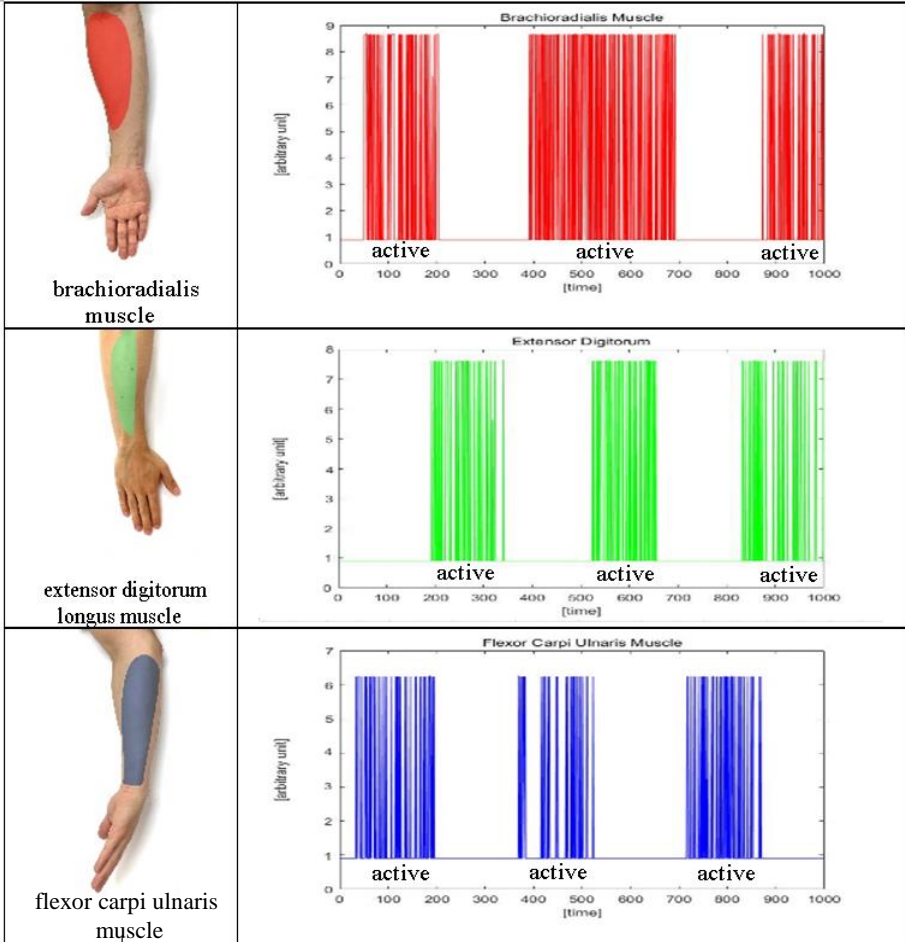 brachioradialis
muscle
Brachioradialis Muscle
[arbitrary unit]
9
8
7
6
5
4
3
2
1
0
active active active
0 100 200 300 400 500 600 700 800 900 1000
[time]
extensor digitorum
longus muscle
Extensor Digitorum
[arbitrary unit]
8
7
6
5
4
3
2
1
0
active active active
0 100 200 300 400 500 600 700 800 900 1000
[time]
flexor carpi ulnaris
muscle
Flexor Carpi Ulnaris Muscle
[arbitrary unit]
7
6
5
4
3
2
1
0
active active active
0 100 200 300 400 500 600 700 800 900 1000
[time]